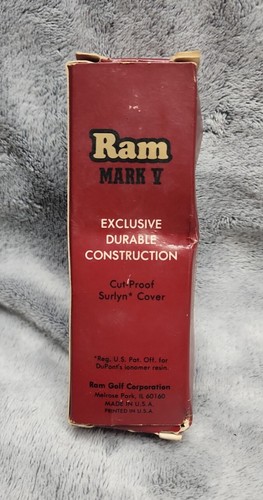 Ram
MARK V
EXCLUSIVE
DURABLE
CONSTRUCTION
Cut-Proof
Surlyn* Cover
*Reg. U.S. Pat. Off. for
DuPont's ionomer resin.
Ram Golf Corporation
Melrose Park, IL 60160
MADE IN U.S.A.
PRINTED IN U.S.A.